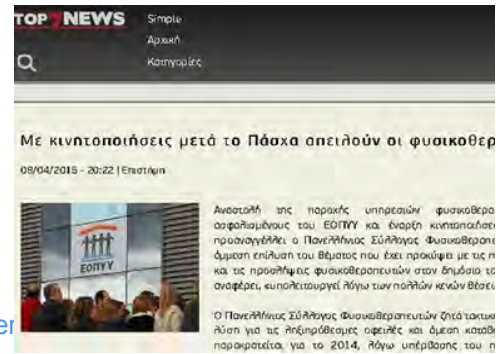 TOP 7 NEWS
Simple
Αρχική
Κατηγορίες
Με κινητοποιήσεις μετά το Πάσχα απειλούν οι φυσικοθερ
08/04/2015 - 20:22 | Επιστήμη
ΕΟΠΥΥ
Αναστολή της παροχής υπηρεσιών φυσικοθερα
ασφαλισμένους του ΕΟΠΥΥ και έναρξη κινητοποιήσε
προαναγγέλλει ο Πανελλήνιος Σύλλογος Φυσικοθεραπε
άμεση επίλυση του θέματος που έχει προκύψει με τις π
και τις προσλήψεις φυσικοθεραπευτών στον δημόσιο το
αναφέρει, υπολειτουργεί λόγω των πολλών κενών θέσεω
Ο Πανελλήνιος Σύλλογος Φυσικοθεραπευτών ζητά τακτικ
λύση για τις ληξιπρόθεσμες οφειλές και άμεση καταβο
παρακρατείται για το 2014, λόγω υπέρβασης του π
er